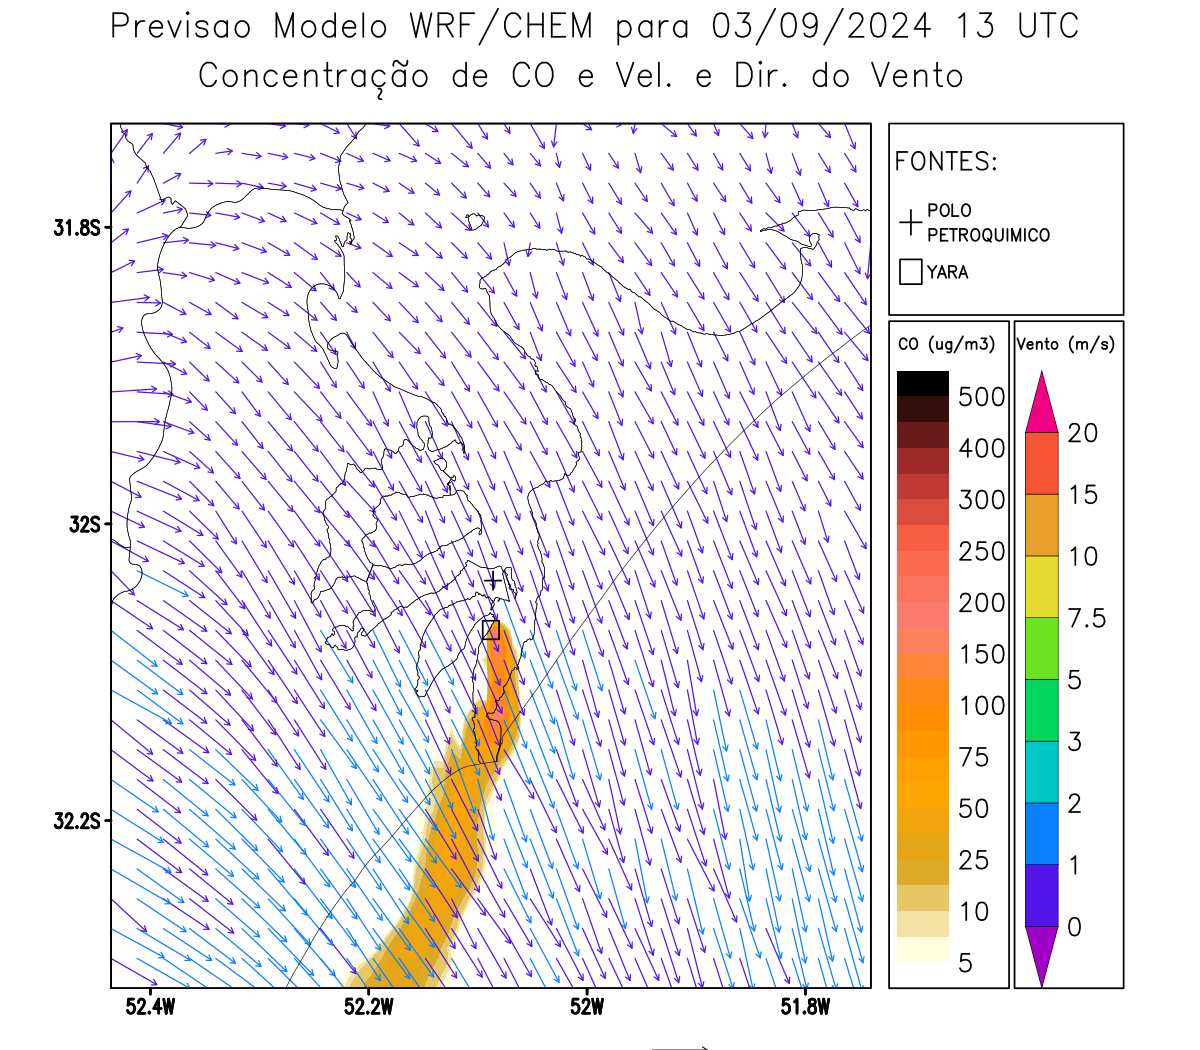 Previsao Modelo WRF/CHEM para 03/09/2024 13 UTC
Concentração de CO e Vel. e Dir. do Vento
FONTES:
POLO
PETROQUIMICO
YARA
CO (ug/m3)
500
400
300
250
200
150
100
75
50
25
10
5
Vento (m/s)
20
15
10
7.5
5
3
2
1
0
31.8S
32S
32.2S
52.4W
52.2W
52W
51.8W